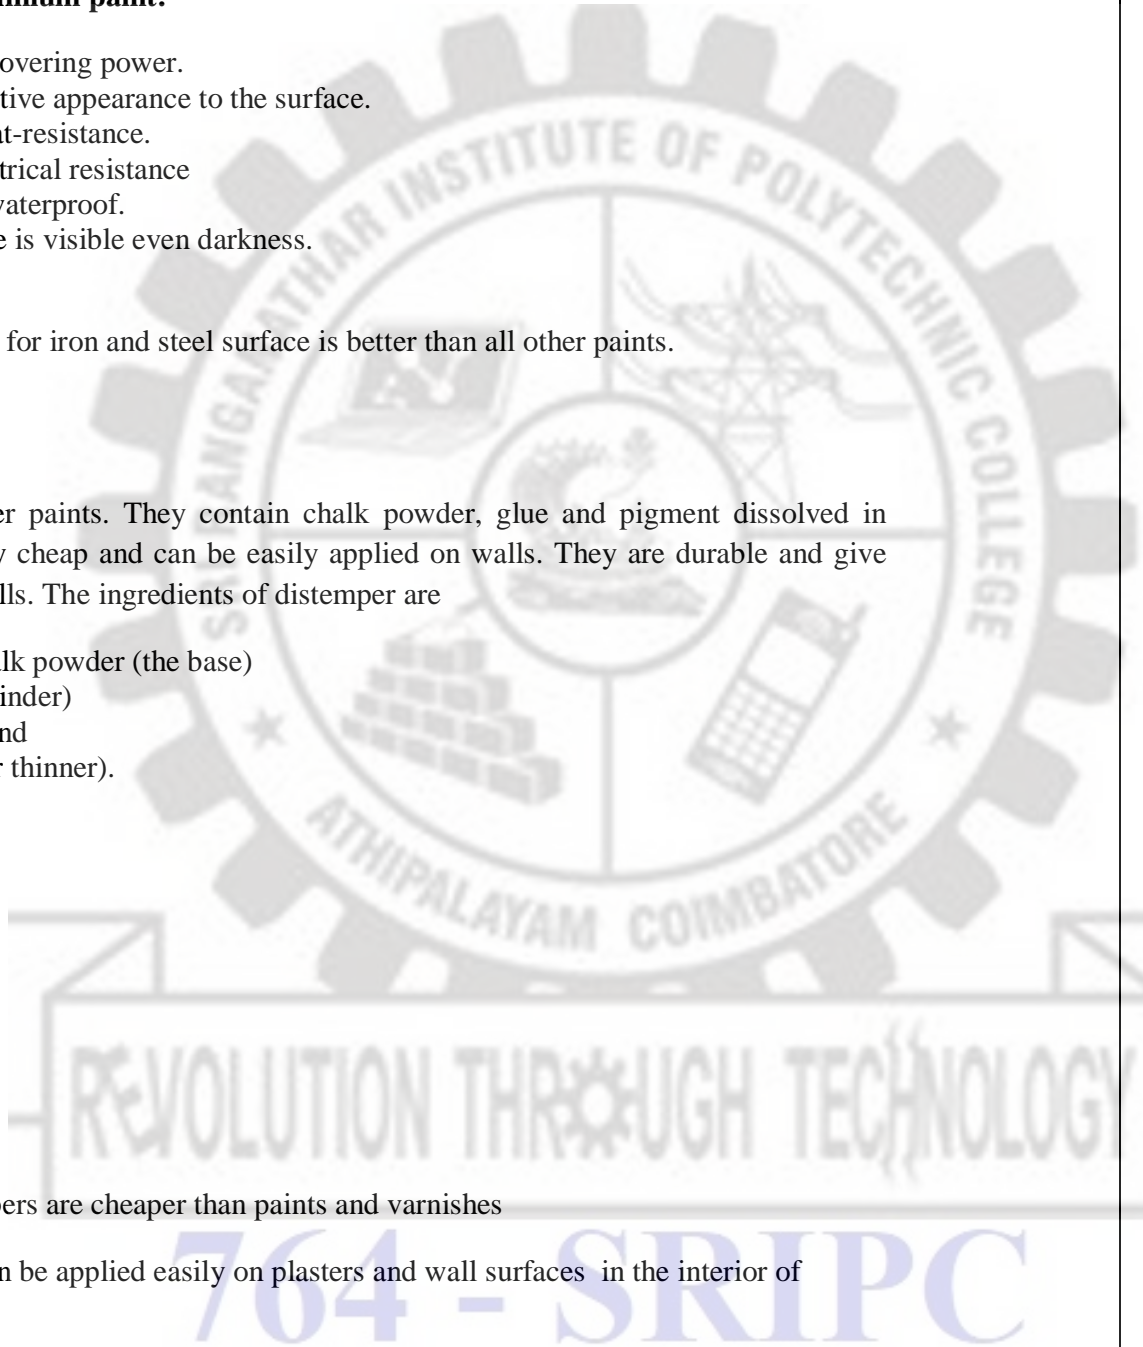 paint:
overing power.
tive appearance to the surface.
at-resistance.
trical resistance
waterproof.
e is visible even darkness.
for iron and steel surface is better than all other paints.
er paints. They contain chalk powder, glue and pigment dissolved in
y cheap and can be easily applied on walls. They are durable and give
lls. The ingredients of distemper are
lk powder (the base)
inder)
nd
r thinner).
SRI RANGANATHAR INSTITUTE OF POLYTECHNIC COLLEGE
ATHIPALAYAM COIMBATORE
REVOLUTION THROUGH TECHNOLOGY
pers are cheaper than paints and varnishes
n be applied easily on plasters and wall surfaces in the interior of
764 - SRIPC